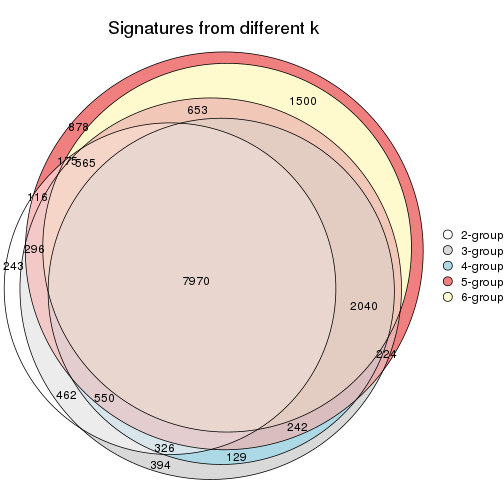 Signatures from different k
1500
653
878
175
565
116
296
243
7970
2040
224
462
550
242
326
129
394
2-group
3-group
4-group
5-group
6-group